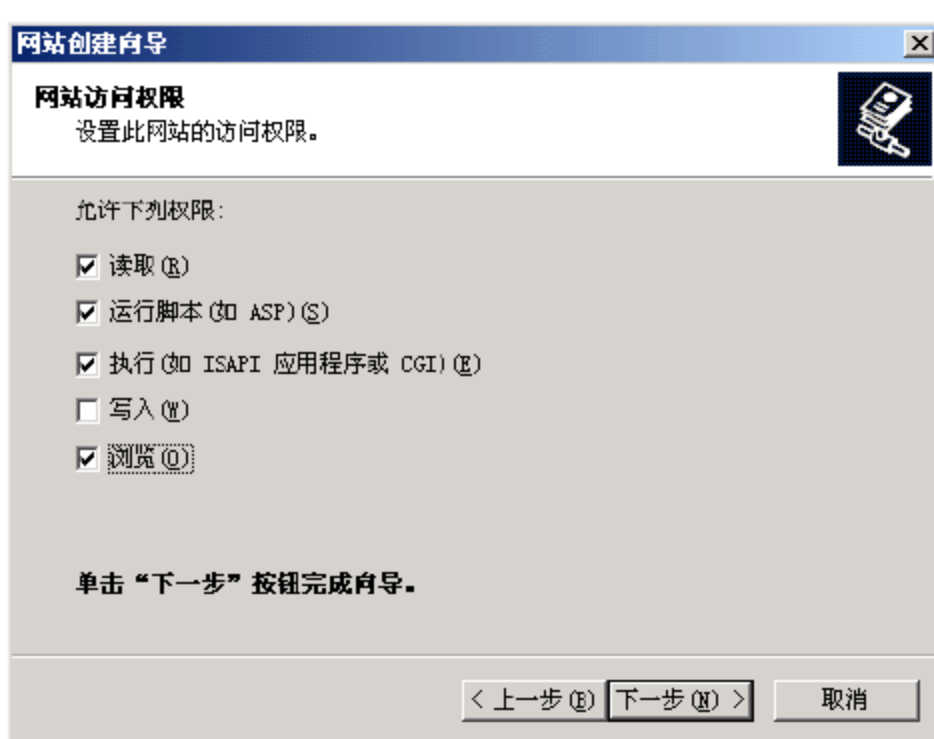 网站创建向导
网站访问权限
设置此网站的访问权限。
允许下列权限:
读取(R)
运行脚本(如 ASP)(S)
执行(如 ISAPI 应用程序或 CGI)(E)
写入(W)
浏览(O)
单击“下一步”按钮完成向导。
< 上一步(B) 下一步(N) > 取消